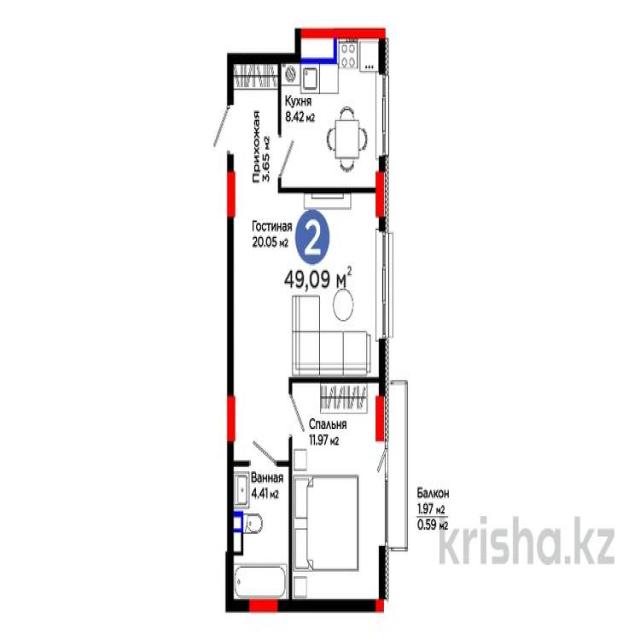 Кухня
8.42 м2
Прихожая
3.65 м2
Гостиная
20.05 м2
2
49,09 м2
Спальня
11.97 м2
Ванная
4.41 м2
Балкон
1.97 м2
0.59 м2
krisha.kz